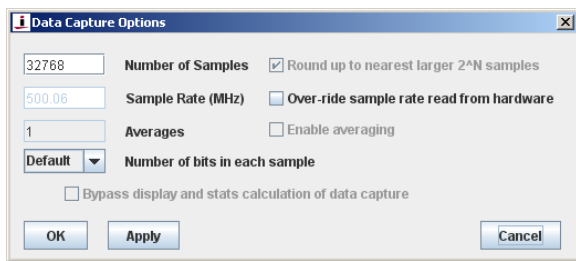 Data Capture Options
32768 Number of Samples Round up to nearest larger 2^N samples
500.06 Sample Rate (MHz) Over-ride sample rate read from hardware
1 Averages Enable averaging
Default Number of bits in each sample
Bypass display and stats calculation of data capture
OK Apply Cancel